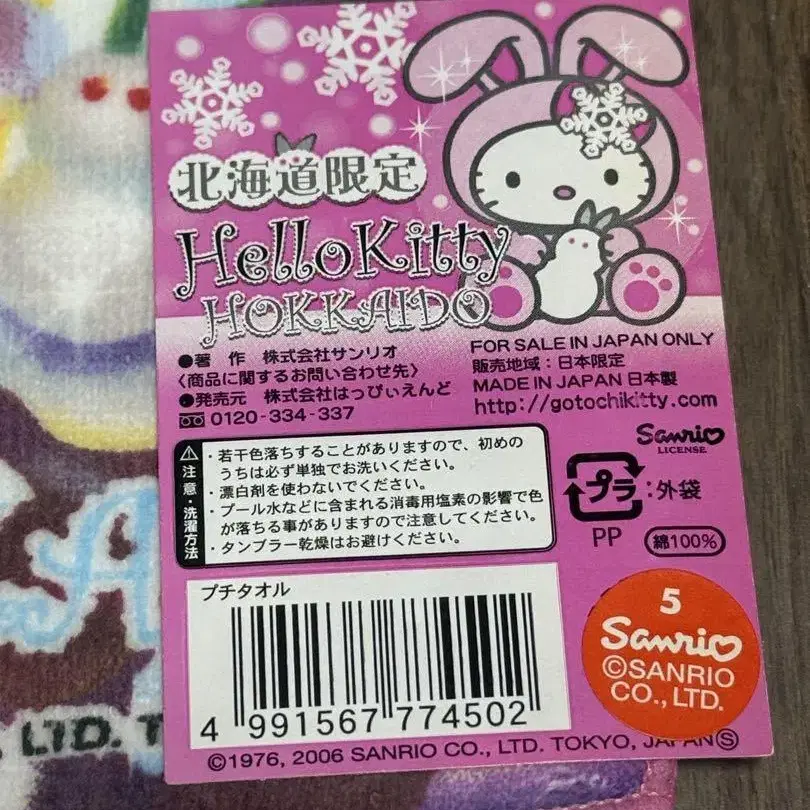 北海道限定
HelloKitty
HOKKAIDO
●著 作 株式会社サンリオ
〈商品に関するお問い合わせ先〉
●発売元 株式会社はっぴぃえんど
0120-334-337
FOR SALE IN JAPAN ONLY
販売地域：日本限定
MADE IN JAPAN 日本製
http://gotochikitty.com
Sanrio
LICENSE
注意・洗濯方法
・若干色落ちすることがありますので、初めの
うちは必ず単独でお洗いください。
・漂白剤を使わないでください。
・プール水などに含まれる消毒用塩素の影響で色
が落ちる事がありますので注意してください。
・タンブラー乾燥はお避けください。
プラ：外袋
PP
綿100%
プチタオル
4 991567 774502
5
Sanrio
©SANRIO
CO., LTD.
©1976, 2006 SANRIO CO., LTD. TOKYO, JAPAN Ⓢ
LTD. T